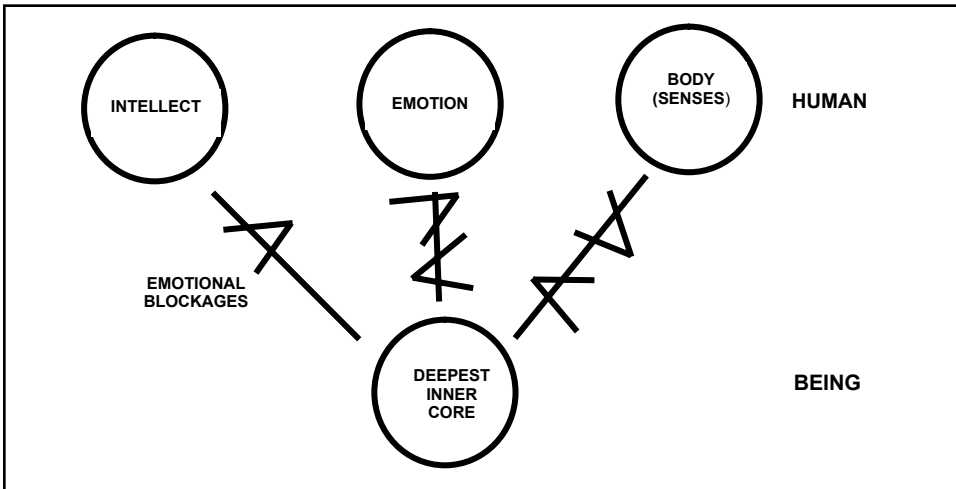 INTELLECT
EMOTION
BODY
(SENSES)
HUMAN
EMOTIONAL
BLOCKAGES
DEEPEST
INNER
CORE
BEING